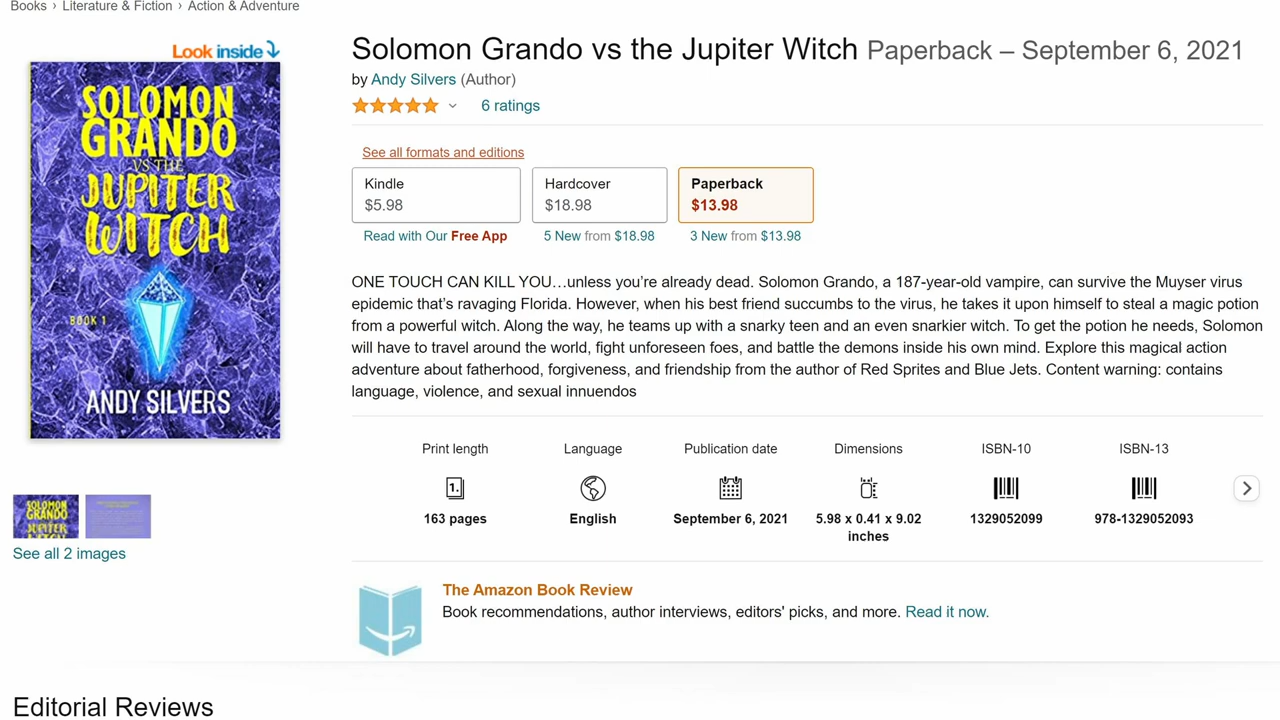 Books › Literature & Fiction › Action & Adventure
Look inside
SOLOMON
GRANDO
VS THE
JUPITER
WITCH
BOOK 1
ANDY SILVERS
See all 2 images
Solomon Grando vs the Jupiter Witch Paperback – September 6, 2021
by Andy Silvers (Author)
6 ratings
See all formats and editions
Kindle
$5.98
Read with Our Free App
Hardcover
$18.98
5 New from $18.98
Paperback
$13.98
3 New from $13.98
ONE TOUCH CAN KILL YOU…unless you’re already dead. Solomon Grando, a 187-year-old vampire, can survive the Muyser virus
epidemic that’s ravaging Florida. However, when his best friend succumbs to the virus, he takes it upon himself to steal a magic potion
from a powerful witch. Along the way, he teams up with a snarky teen and an even snarkier witch. To get the potion he needs, Solomon
will have to travel around the world, fight unforeseen foes, and battle the demons inside his own mind. Explore this magical action
adventure about fatherhood, forgiveness, and friendship from the author of Red Sprites and Blue Jets. Content warning: contains
language, violence, and sexual innuendos
Print length
1.
163 pages
Language
English
Publication date
September 6, 2021
Dimensions
5.98 x 0.41 x 9.02
inches
ISBN-10
1329052099
ISBN-13
978-1329052093
The Amazon Book Review
Book recommendations, author interviews, editors' picks, and more. Read it now.
Editorial Reviews